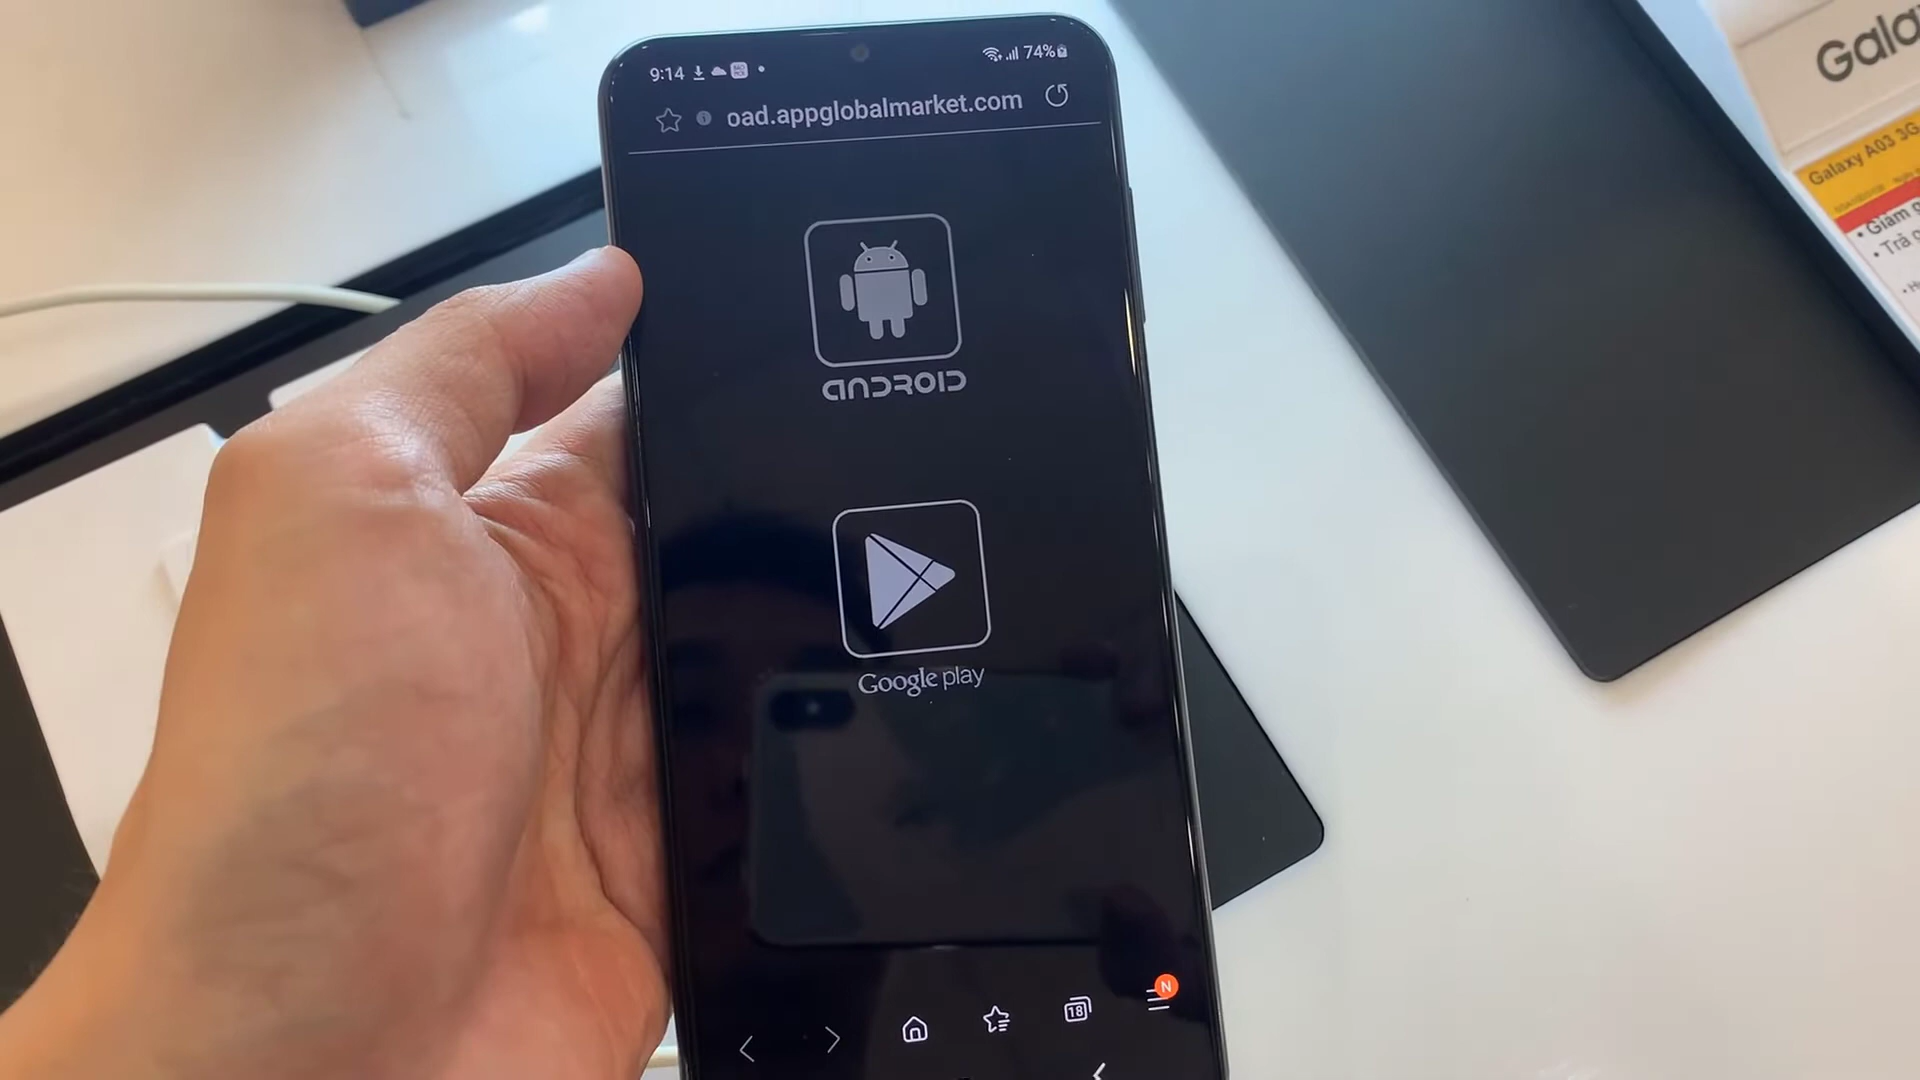 9:14
74%
oad.appglobalmarket.com
ANDROID
Google play
18
N
Gala
Galaxy A03 3G
• Giảm g
• Trả